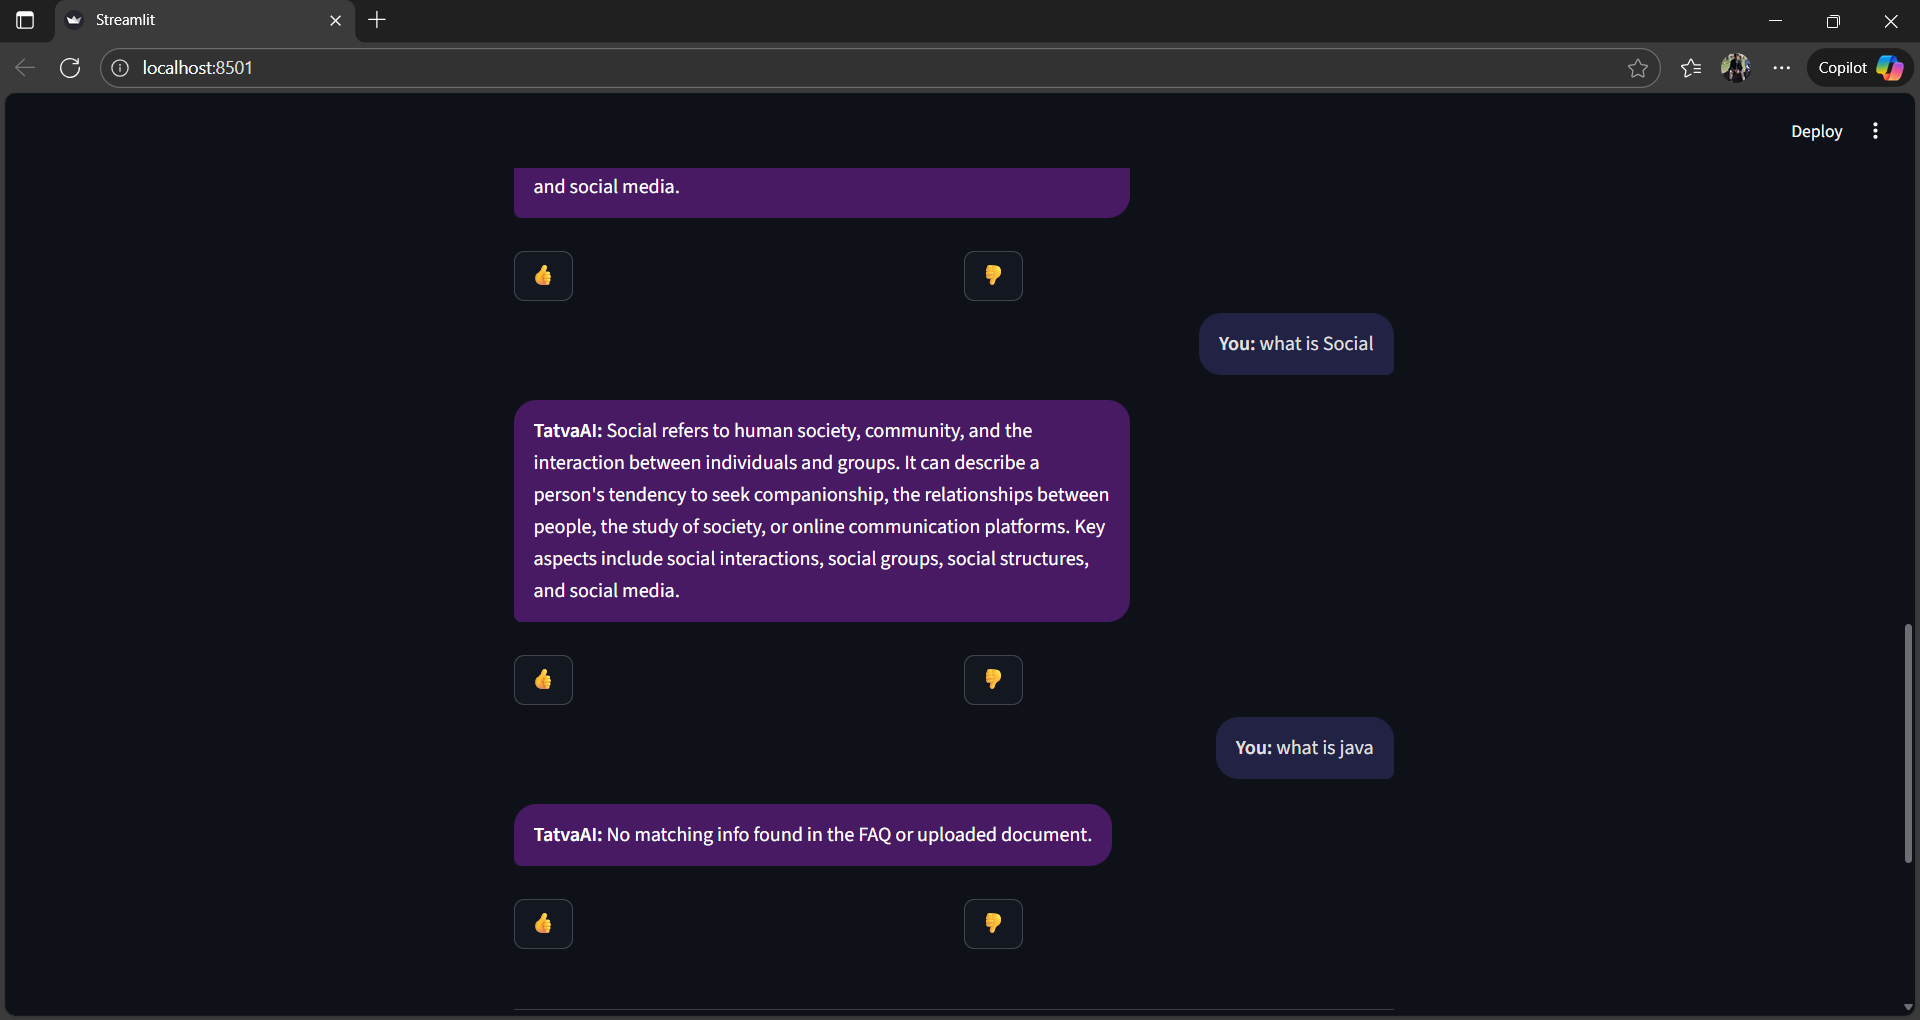 Streamlit
localhost:8501
Copilot
Deploy
and social media.
You: what is Social
TatvaAI: Social refers to human society, community, and the
interaction between individuals and groups. It can describe a
person's tendency to seek companionship, the relationships between
people, the study of society, or online communication platforms. Key
aspects include social interactions, social groups, social structures,
and social media.
You: what is java
TatvaAI: No matching info found in the FAQ or uploaded document.